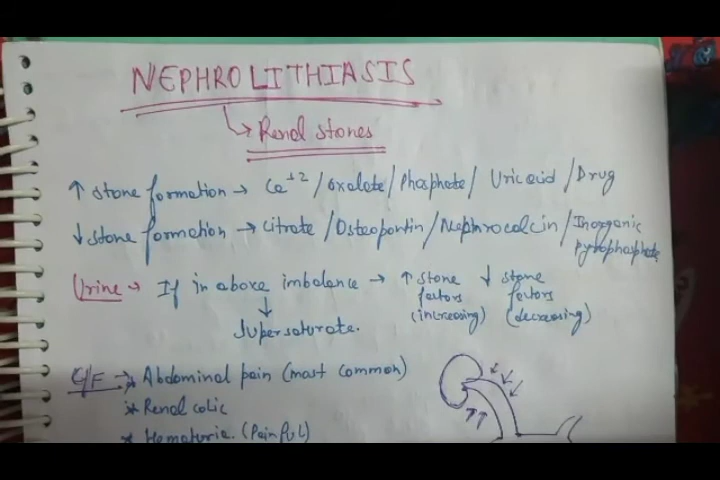 NEPHROLITHIASIS
↳ Renal stones
↑ stone formation → Ca⁺² / oxalate / Phosphate / Uric acid / Drug
↓ stone formation → citrate / Osteopontin / Nephrocalcin / Inorganic pyrophosphate
Urine → If in above imbalance → ↑ stone factors (increasing) ↓ stone factors (decreasing)
↓
Supersaturate.
C/F → * Abdominal pain (most common)
* Renal colic
* Hematuria. (Painful)